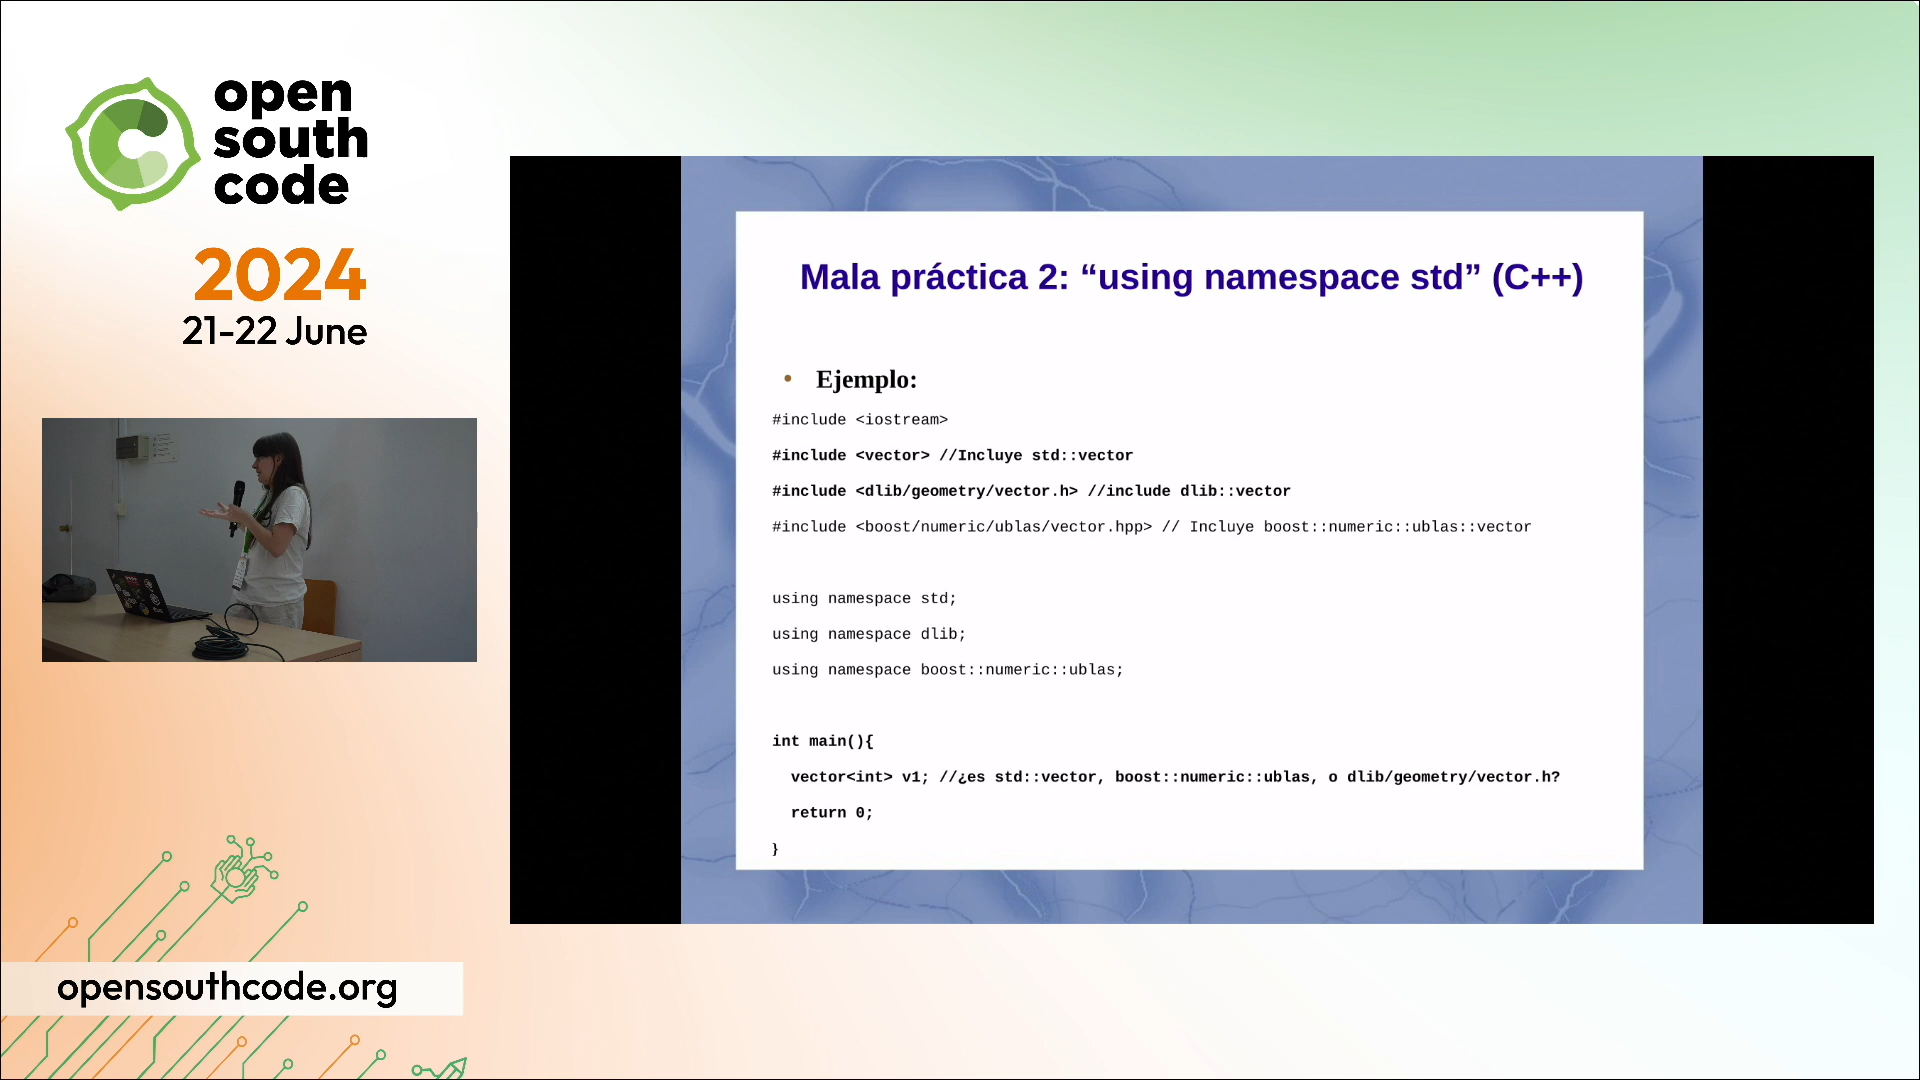 open
south
code
2024
21-22 June
Mala práctica 2: “using namespace std” (C++)
• Ejemplo:
#include <iostream>
#include <vector> //Incluye std::vector
#include <dlib/geometry/vector.h> //include dlib::vector
#include <boost/numeric/ublas/vector.hpp> // Incluye boost::numeric::ublas::vector
using namespace std;
using namespace dlib;
using namespace boost::numeric::ublas;
int main(){
vector<int> v1; //¿es std::vector, boost::numeric::ublas, o dlib/geometry/vector.h?
return 0;
}
opensouthcode.org